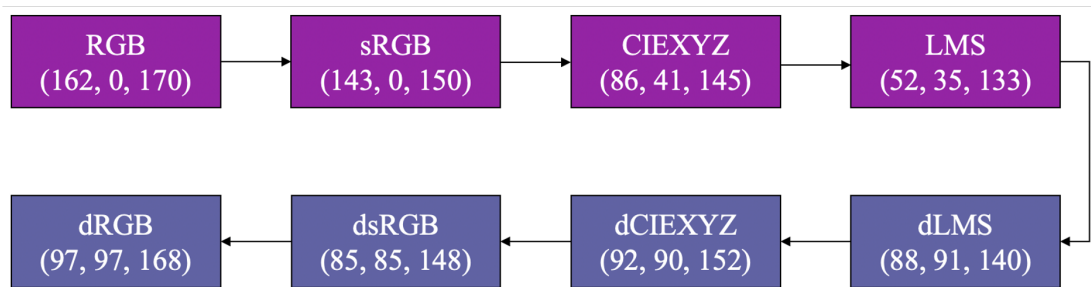 RGB
(162, 0, 170)
sRGB
(143, 0, 150)
CIEXYZ
(86, 41, 145)
LMS
(52, 35, 133)
dRGB
(97, 97, 168)
dsRGB
(85, 85, 148)
dCIEXYZ
(92, 90, 152)
dLMS
(88, 91, 140)